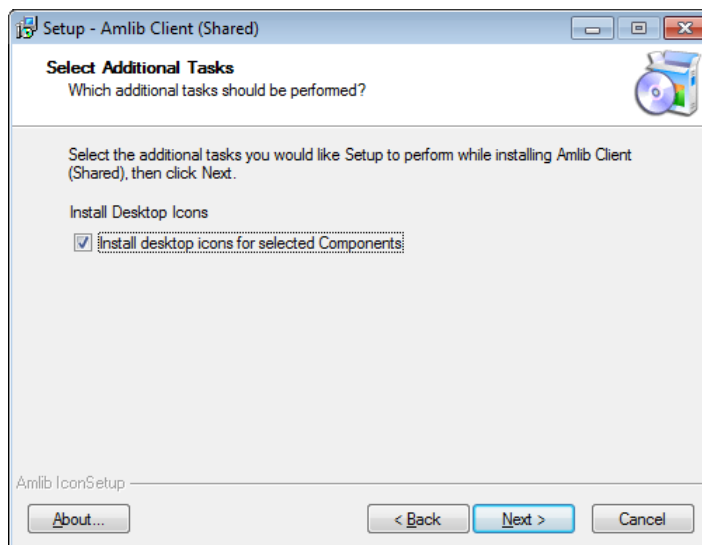 Setup - Amlib Client (Shared)
Select Additional Tasks
Which additional tasks should be performed?
Select the additional tasks you would like Setup to perform while installing Amlib Client
(Shared), then click Next.
Install Desktop Icons
Install desktop icons for selected Components
Amlib IconSetup
About...
< Back
Next >
Cancel